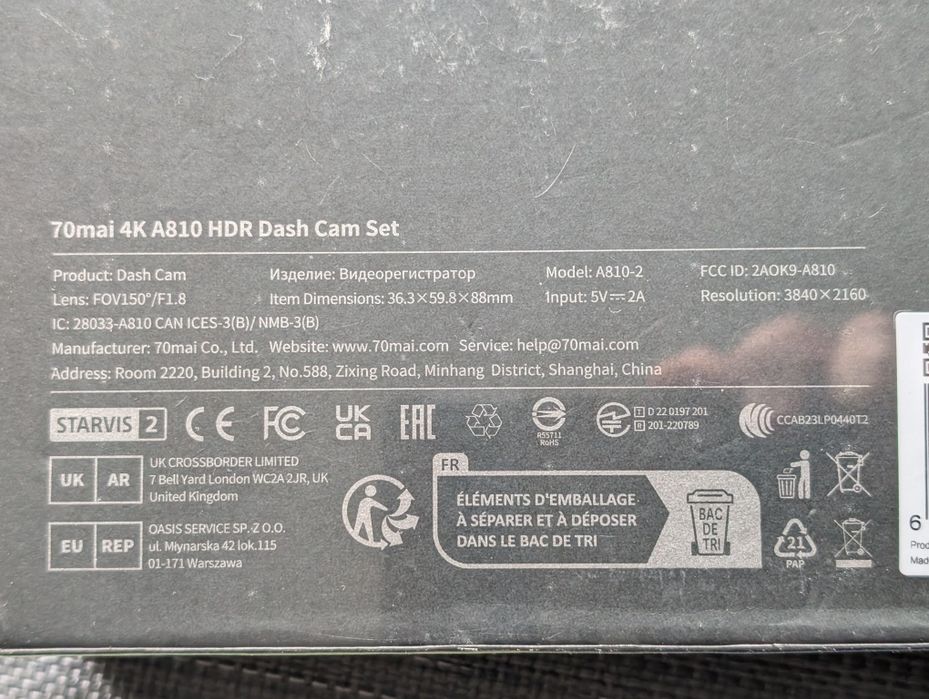 70mai 4K A810 HDR Dash Cam Set
Product: Dash Cam Изделие: Видеорегистратор Model: A810-2 FCC ID: 2AOK9-A810
Lens: FOV150°/F1.8 Item Dimensions: 36.3×59.8×88mm Input: 5V⎓2A Resolution: 3840×2160
IC: 28033-A810 CAN ICES-3(B)/ NMB-3(B)
Manufacturer: 70mai Co., Ltd. Website: www.70mai.com Service: help@70mai.com
Address: Room 2220, Building 2, No.588, Zixing Road, Minhang District, Shanghai, China
STARVIS 2 CE FC UK CA EAC R55711 RoHS T D 22 0197 201 CCAB23LP0440T2
R 201-220789
UK AR
UK CROSSBORDER LIMITED
7 Bell Yard London WC2A 2JR, UK
United Kingdom
EU REP
OASIS SERVICE SP. Z O.O.
ul. Młynarska 42 lok.115
01-171 Warszawa
FR
ÉLÉMENTS D'EMBALLAGE
À SÉPARER ET À DÉPOSER
DANS LE BAC DE TRI
BAC
DE
TRI
21
PAP
6
Prod
Made